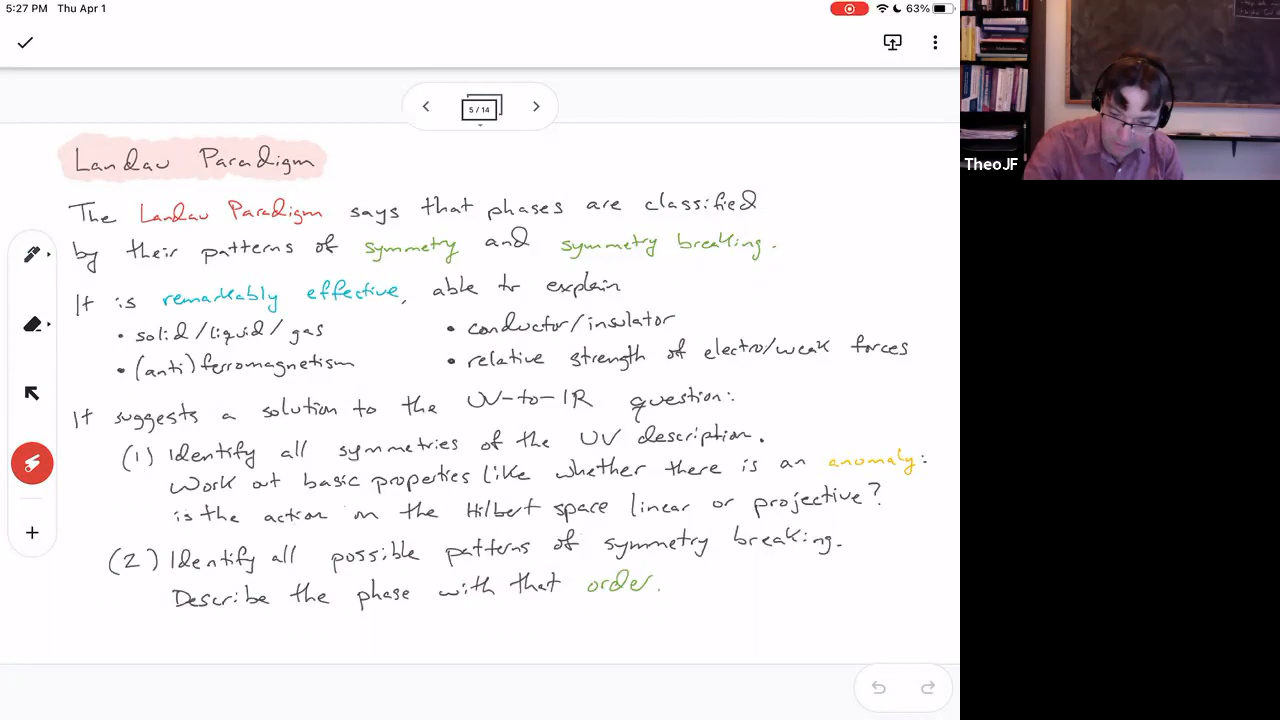 5:27 PM Thu Apr 1
63%
5 / 14
TheoJF
Landau Paradigm
The Landau Paradigm says that phases are classified
by their patterns of symmetry and symmetry breaking.
It is remarkably effective, able to explain
• solid/liquid/gas
• conductor/insulator
• (anti)ferromagnetism
• relative strength of electro/weak forces
It suggests a solution to the UV-to-IR question:
(1) Identify all symmetries of the UV description.
Work out basic properties like whether there is an anomaly:
is the action on the Hilbert space linear or projective?
(2) Identify all possible patterns of symmetry breaking.
Describe the phase with that order.